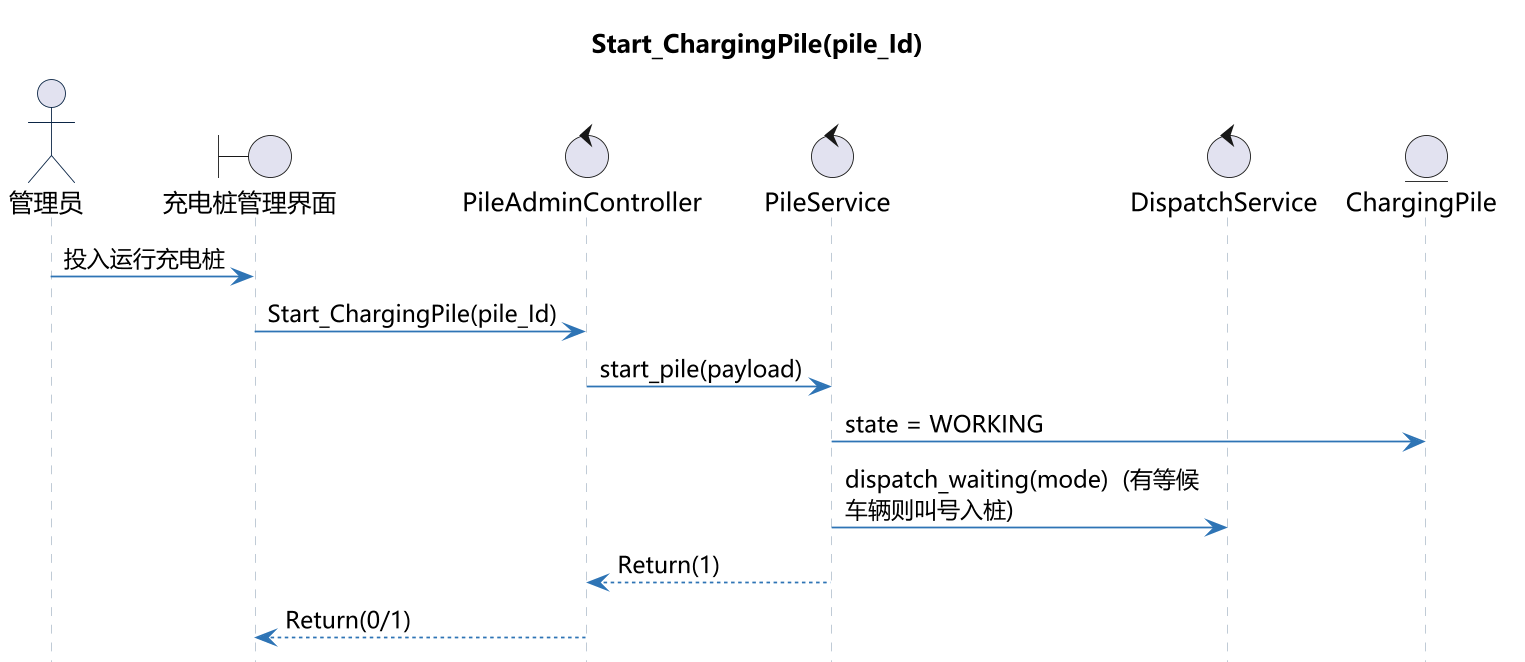 Start_ChargingPile(pile_Id)
管理员
充电桩管理界面
PileAdminController
PileService
DispatchService
ChargingPile
投入运行充电桩
Start_ChargingPile(pile_Id)
start_pile(payload)
state = WORKING
dispatch_waiting(mode)  (有等候
车辆则叫号入桩)
Return(1)
Return(0/1)